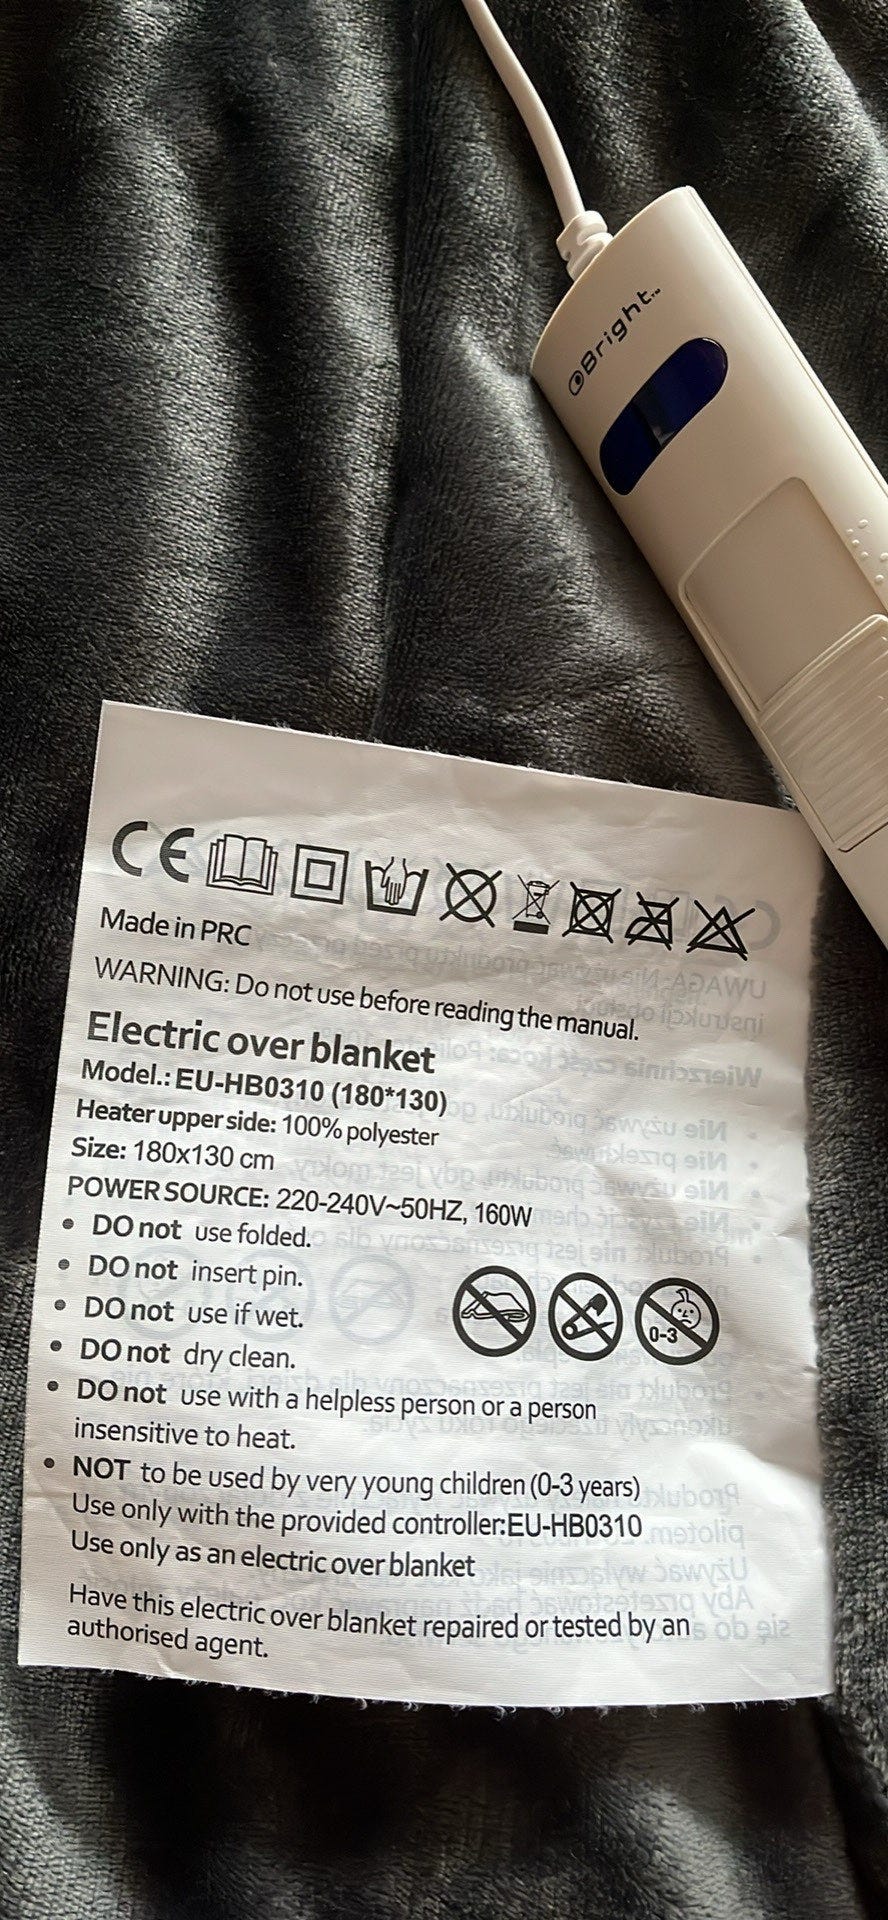 Bright
CE
Made in PRC
WARNING: Do not use before reading the manual.
Electric over blanket
Model.: EU-HB0310 (180*130)
Heater upper side: 100% polyester
Size: 180x130 cm
POWER SOURCE: 220-240V~50HZ, 160W
• DO not use folded.
• DO not insert pin.
• DO not use if wet.
• DO not dry clean.
0-3
• DO not use with a helpless person or a person
insensitive to heat.
• NOT to be used by very young children (0-3 years)
Use only with the provided controller:EU-HB0310
Use only as an electric over blanket
Have this electric over blanket repaired or tested by an
authorised agent.